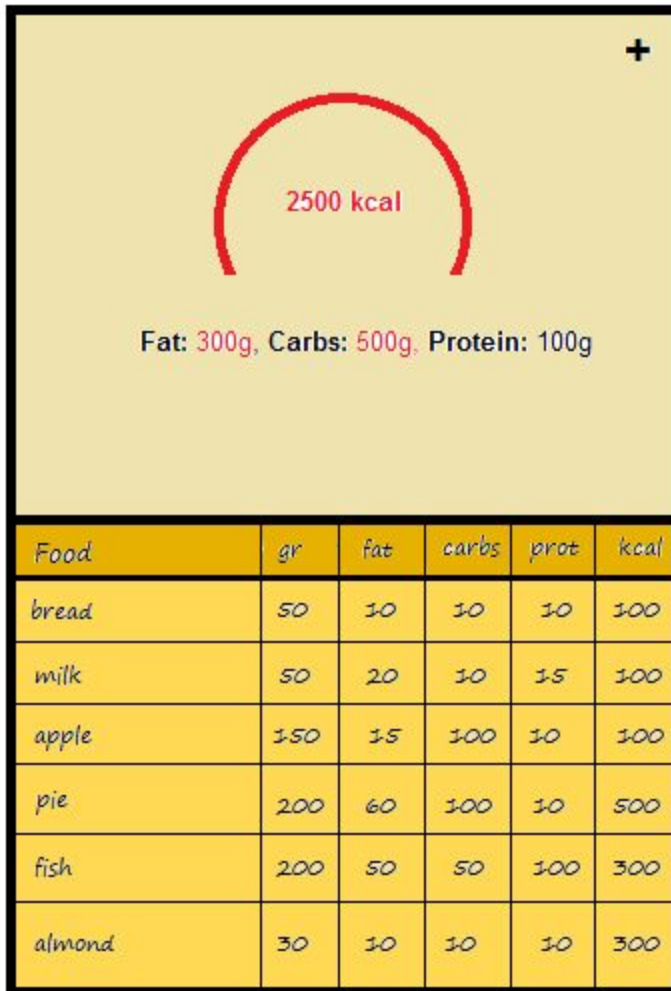 +
2500 kcal
Fat: 300g, Carbs: 500g, Protein: 100g
Food gr fat carbs prot kcal
bread 50 10 10 10 100
milk 50 20 10 15 100
apple 150 15 100 10 100
pie 200 60 100 10 500
fish 200 50 50 100 300
almond 30 10 10 10 300